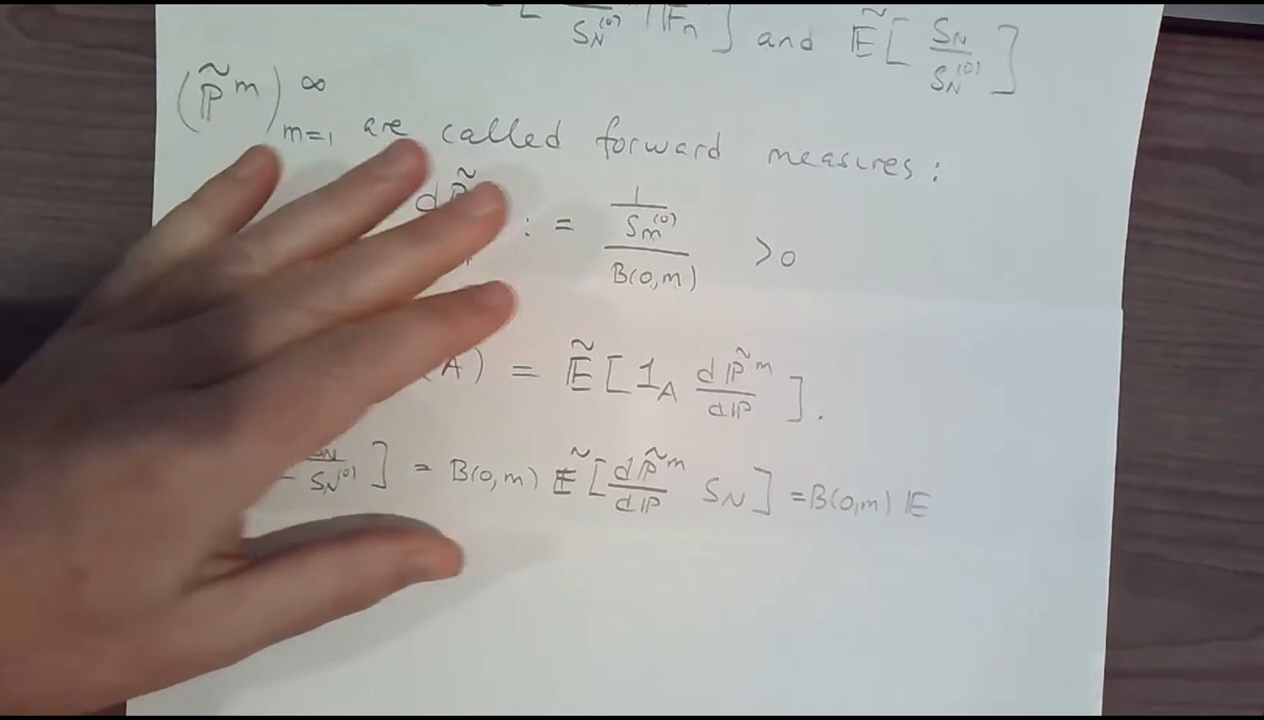 [ S_N^{(0)} | F_n ] and Ẽ[ S_N / S_N^{(0)} ]
(P̃^m)_{m=1}^∞ are called forward measures:
dP̃ := (1 / S_m^{(0)}) / B(0,m) >0
A) = Ẽ[ 1_A dP̃^m / dP ].
S_N^{(0)} ] = B(0,m) Ẽ[ dP̃^m / dP S_N ] = B(0,m) E